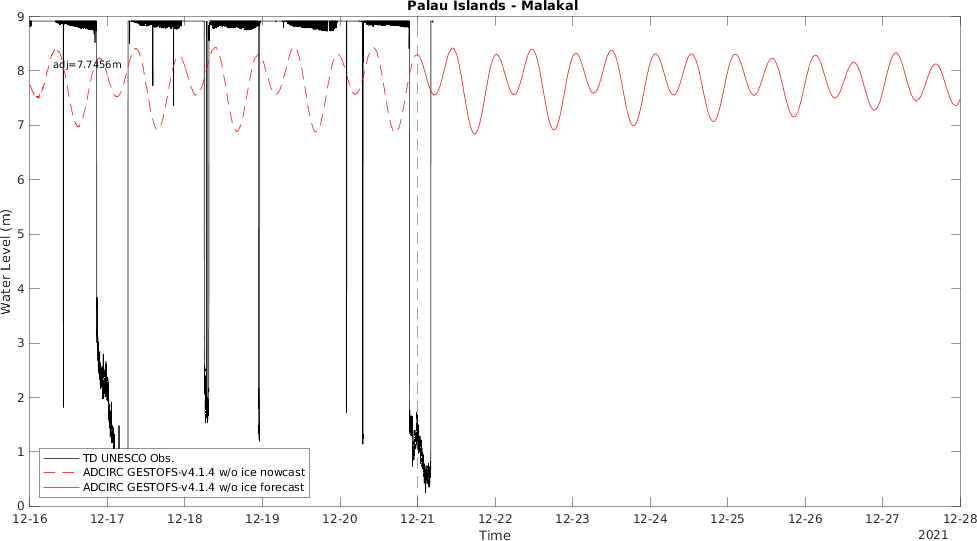 Palau Islands - Malakal
adj=7.7456m
Water Level (m)
9
8
7
6
5
4
3
2
1
0
TD UNESCO Obs.
ADCIRC GESTOFS-v4.1.4 w/o ice nowcast
ADCIRC GESTOFS-v4.1.4 w/o ice forecast
12-16 12-17 12-18 12-19 12-20 12-21 12-22 12-23 12-24 12-25 12-26 12-27 12-28
Time
2021